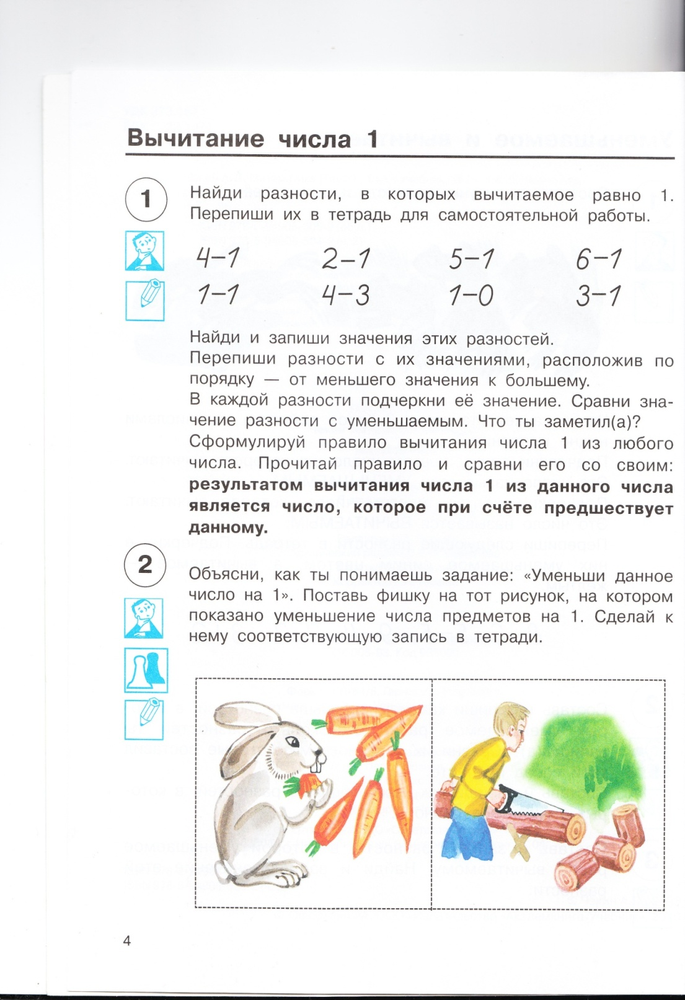 Вычитание числа 1
1
Найди разности, в которых вычитаемое равно 1.
Перепиши их в тетрадь для самостоятельной работы.
4–1 2–1 5–1 6–1
1–1 4–3 1–0 3–1
Найди и запиши значения этих разностей.
Перепиши разности с их значениями, расположив по
порядку — от меньшего значения к большему.
В каждой разности подчеркни её значение. Сравни зна-
чение разности с уменьшаемым. Что ты заметил(а)?
Сформулируй правило вычитания числа 1 из любого
числа. Прочитай правило и сравни его со своим:
результатом вычитания числа 1 из данного числа
является число, которое при счёте предшествует
данному.
2
Объясни, как ты понимаешь задание: «Уменьши данное
число на 1». Поставь фишку на тот рисунок, на котором
показано уменьшение числа предметов на 1. Сделай к
нему соответствующую запись в тетради.
4